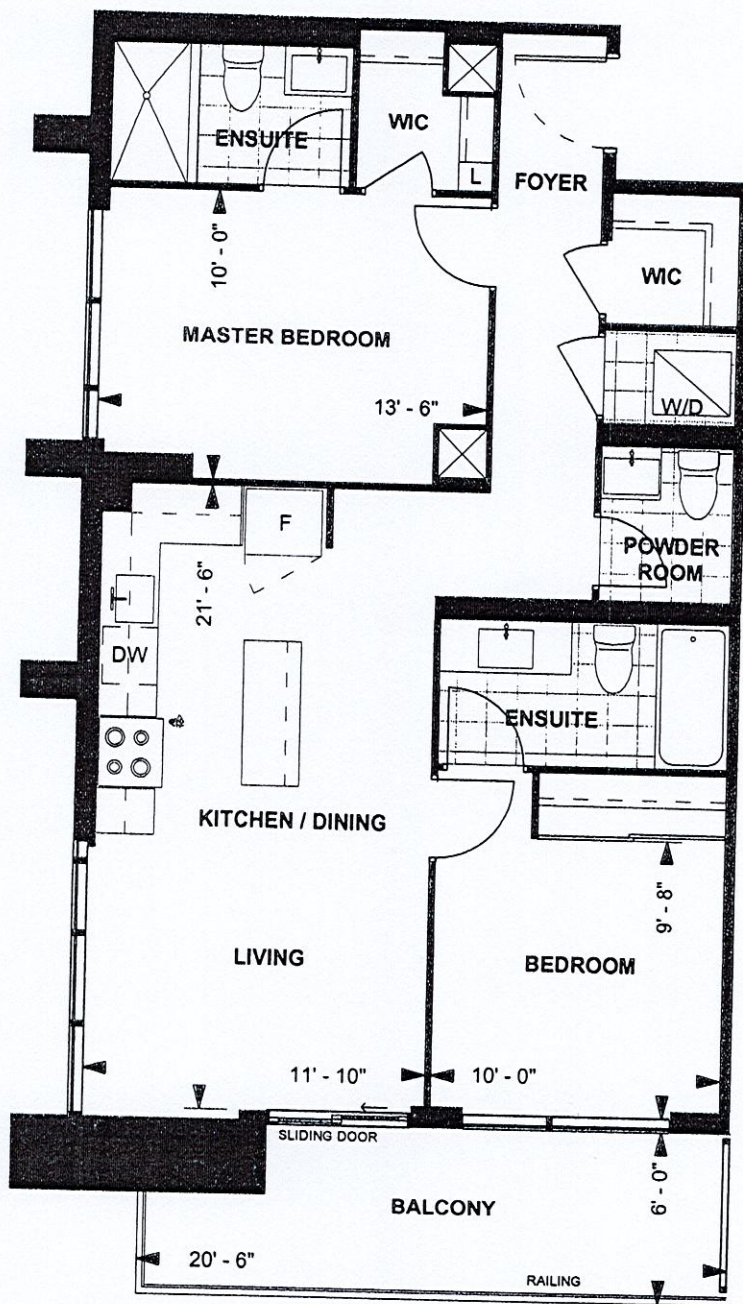 ENSUITE
WIC
L
FOYER
10' - 0"
WIC
MASTER BEDROOM
13' - 6"
W/D
F
21' - 6"
POWDER
ROOM
DW
ENSUITE
KITCHEN / DINING
9' - 8"
LIVING
BEDROOM
11' - 10"
10' - 0"
SLIDING DOOR
6' - 0"
BALCONY
20' - 6"
RAILING